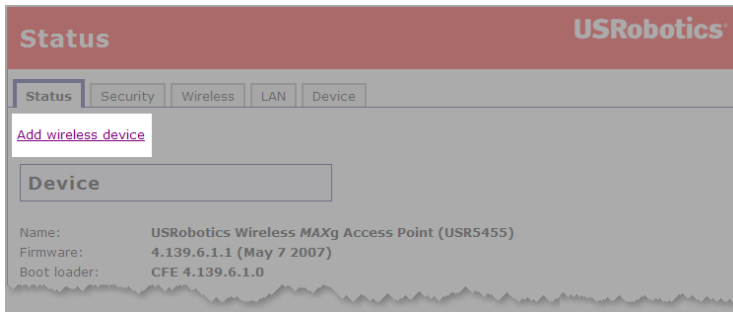 Status
USRobotics
Status Security Wireless LAN Device
Add wireless device
Device
Name: USRobotics Wireless MAXg Access Point (USR5455)
Firmware: 4.139.6.1.1 (May 7 2007)
Boot loader: CFE 4.139.6.1.0